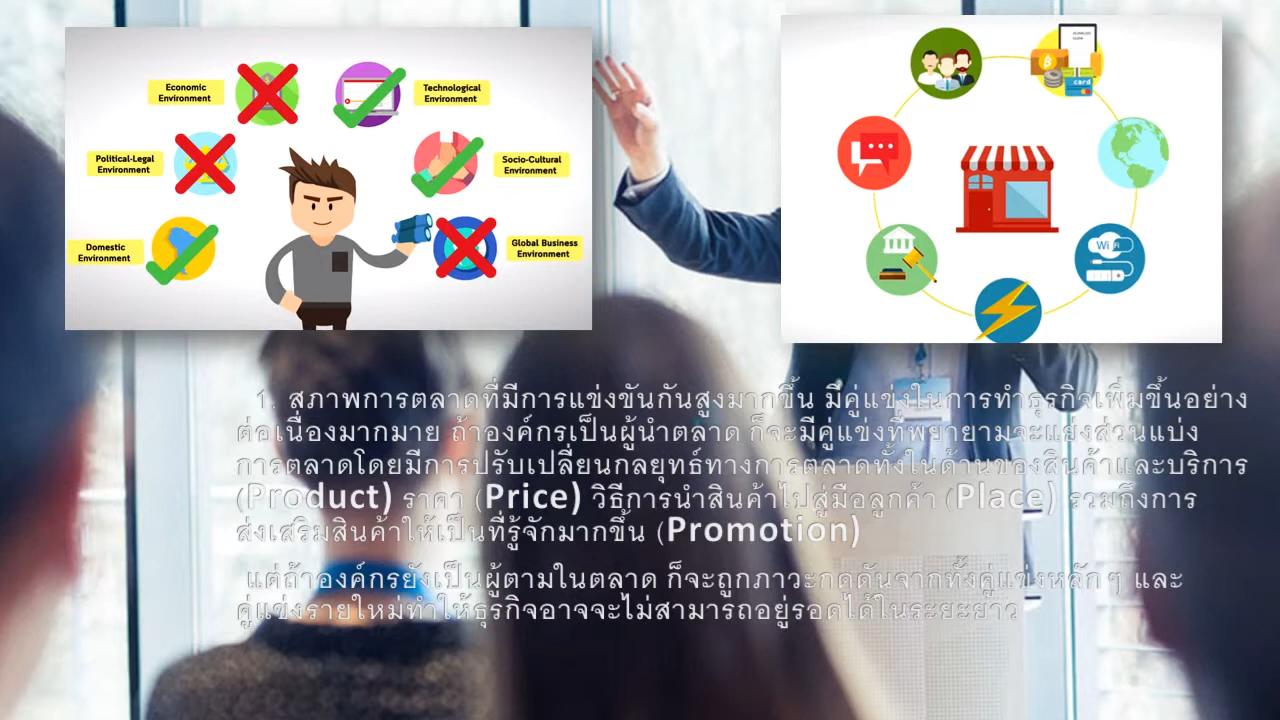 Economic
Environment
Technological
Environment
Political-Legal
Environment
Socio-Cultural
Environment
Domestic
Environment
Global Business
Environment
card
Wi Fi
1. สภาพการตลาดที่มีการแข่งขันกันสูงมากขึ้น มีคู่แข่งในการทำธุรกิจเพิ่มขึ้นอย่าง
ต่อเนื่องมากมาย ถ้าองค์กรเป็นผู้นำตลาด ก็จะมีคู่แข่งที่พยายามจะแย่งส่วนแบ่ง
การตลาดโดยมีการปรับเปลี่ยนกลยุทธ์ทางการตลาดทั้งในด้านของสินค้าและบริการ
(Product) ราคา (Price) วิธีการนำสินค้าไปสู่มือลูกค้า (Place) รวมถึงการ
ส่งเสริมสินค้าให้เป็นที่รู้จักมากขึ้น (Promotion)
แต่ถ้าองค์กรยังเป็นผู้ตามในตลาด ก็จะถูกภาวะกดดันจากทั้งคู่แข่งหลักๆ และ
คู่แข่งรายใหม่ทำให้ธุรกิจอาจจะไม่สามารถอยู่รอดได้ในระยะยาว